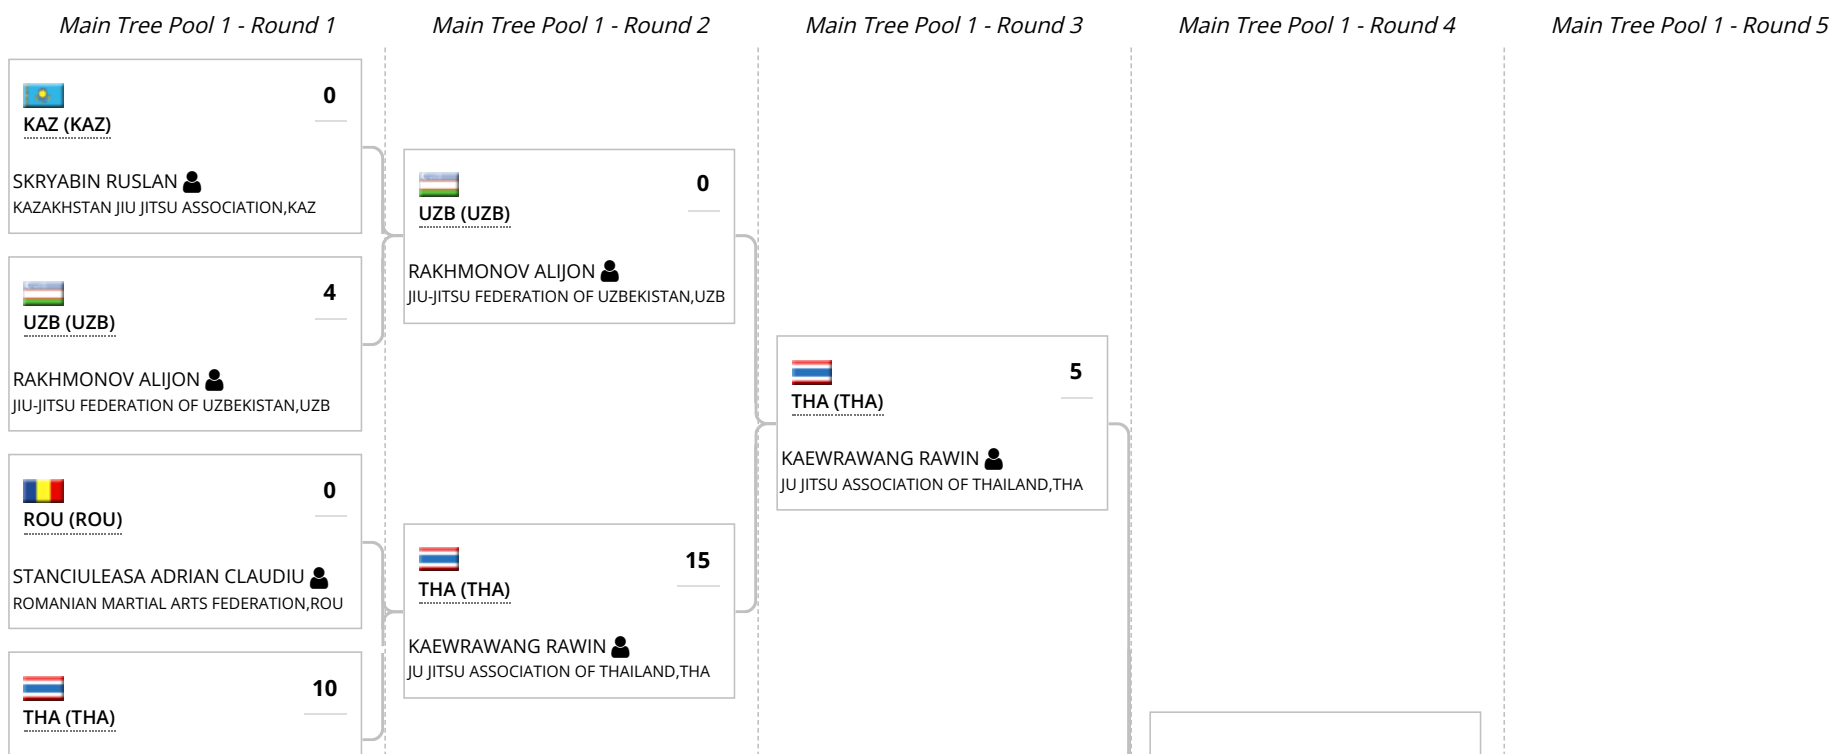 Main Tree Pool 1 - Round 1
Main Tree Pool 1 - Round 2
Main Tree Pool 1 - Round 3
Main Tree Pool 1 - Round 4
Main Tree Pool 1 - Round 5
0
KAZ (KAZ)
SKRYABIN RUSLAN
KAZAKHSTAN JIU JITSU ASSOCIATION,KAZ
4
UZB (UZB)
RAKHMONOV ALIJON
JIU-JITSU FEDERATION OF UZBEKISTAN,UZB
0
ROU (ROU)
STANCIULEASA ADRIAN CLAUDIU
ROMANIAN MARTIAL ARTS FEDERATION,ROU
10
THA (THA)
0
UZB (UZB)
RAKHMONOV ALIJON
JIU-JITSU FEDERATION OF UZBEKISTAN,UZB
15
THA (THA)
KAEWRAWANG RAWIN
JU JITSU ASSOCIATION OF THAILAND,THA
5
THA (THA)
KAEWRAWANG RAWIN
JU JITSU ASSOCIATION OF THAILAND,THA